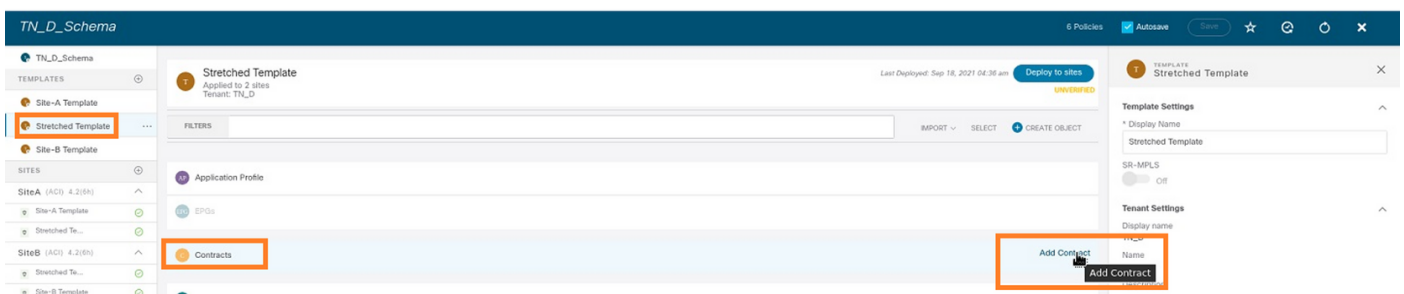 TN_D_Schema
6 Policies
Autosave
Save
TN_D_Schema
TEMPLATES
Site-A Template
Stretched Template
Site-B Template
SITES
SiteA (ACI) 4.2(6h)
Site-A Template
Stretched Te...
SiteB (ACI) 4.2(6h)
Stretched Te...
Site-B Template
T
Stretched Template
Applied to 2 sites
Tenant: TN_D
Last Deployed: Sep 18, 2021 04:36 am
Deploy to sites
UNVERIFIED
FILTERS
IMPORT
SELECT
CREATE OBJECT
AP
Application Profile
EPG
EPGs
Contracts
Add Contract
Add Contract
T
TEMPLATE
Stretched Template
Template Settings
* Display Name
Stretched Template
SR-MPLS
Off
Tenant Settings
Display name
TN_D
Name